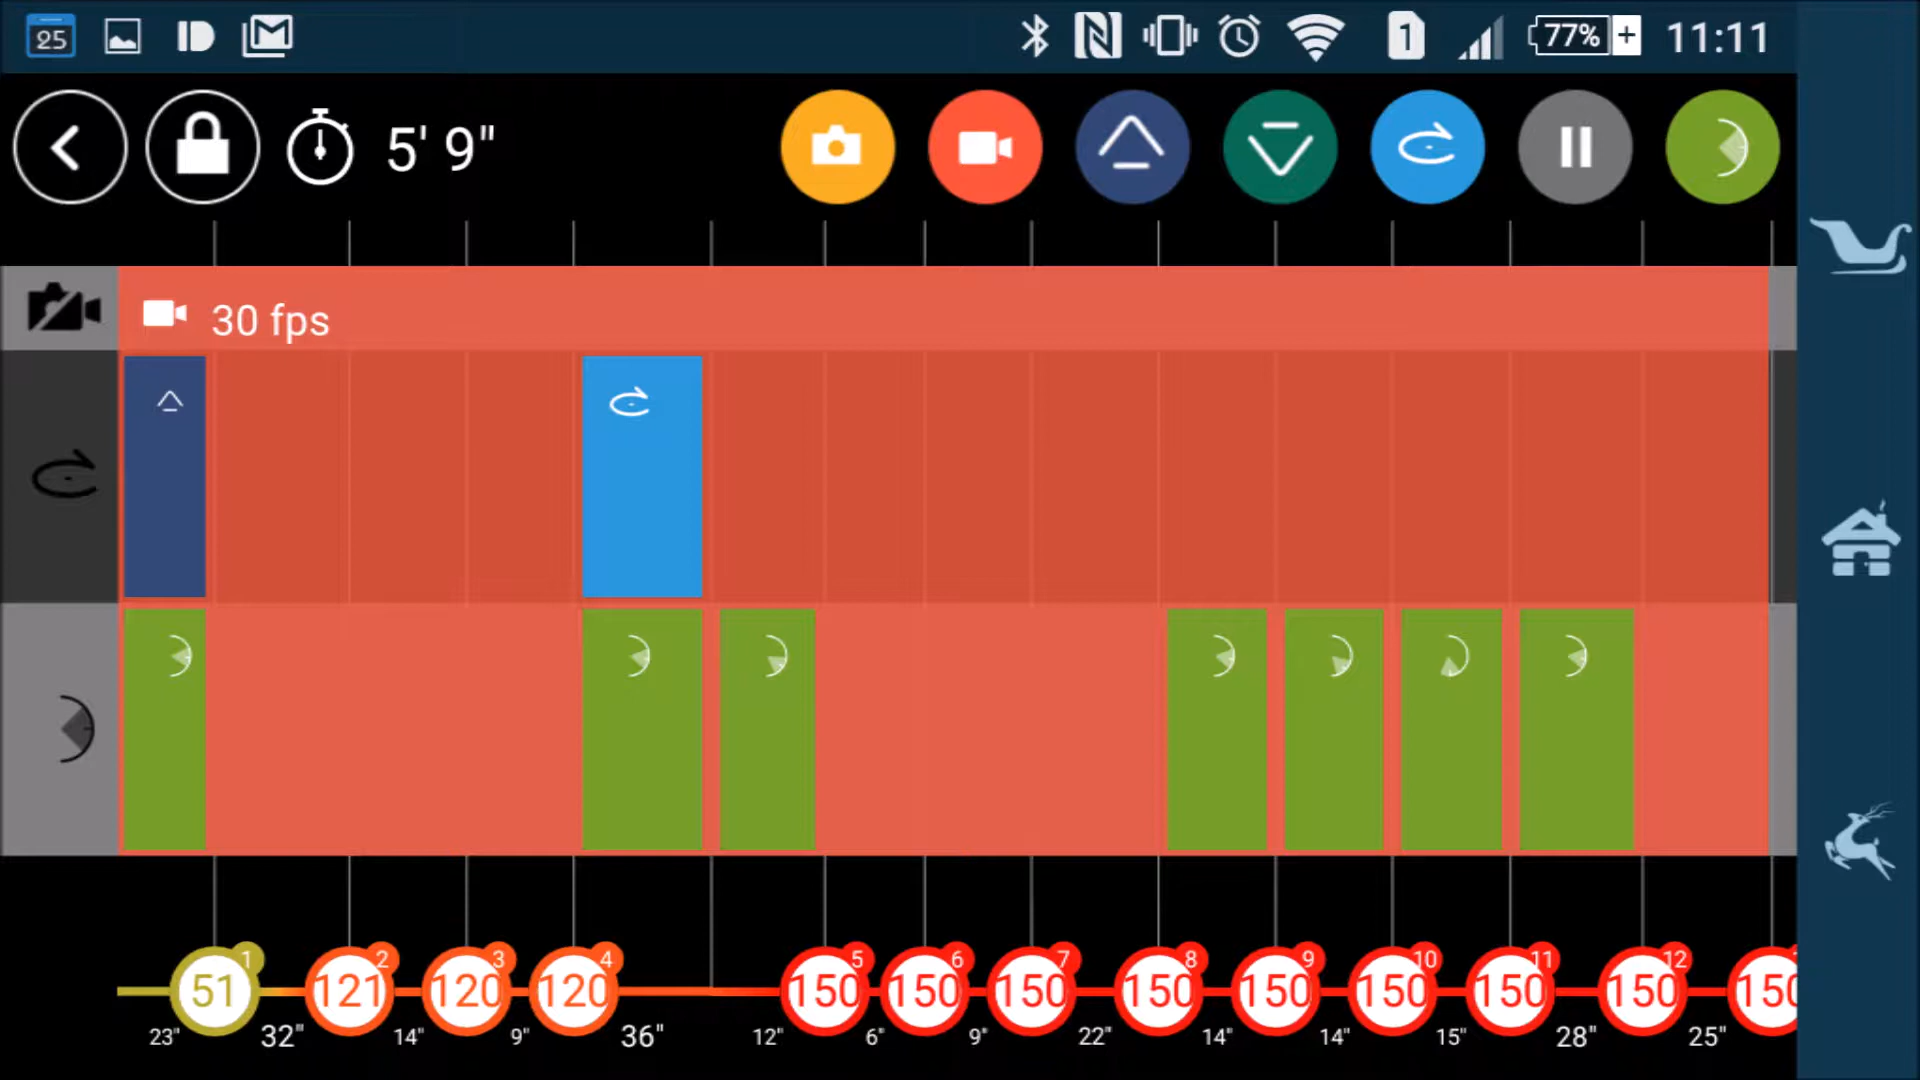 25 1 77% 11:11
5' 9"
30 fps
1 2 3 4 5 6 7 8 9 10 11 12
51 121 120 120 150 150 150 150 150 150 150 150 150
23" 32" 14" 9" 36" 12" 6" 9" 22" 14" 14" 15" 28" 25"